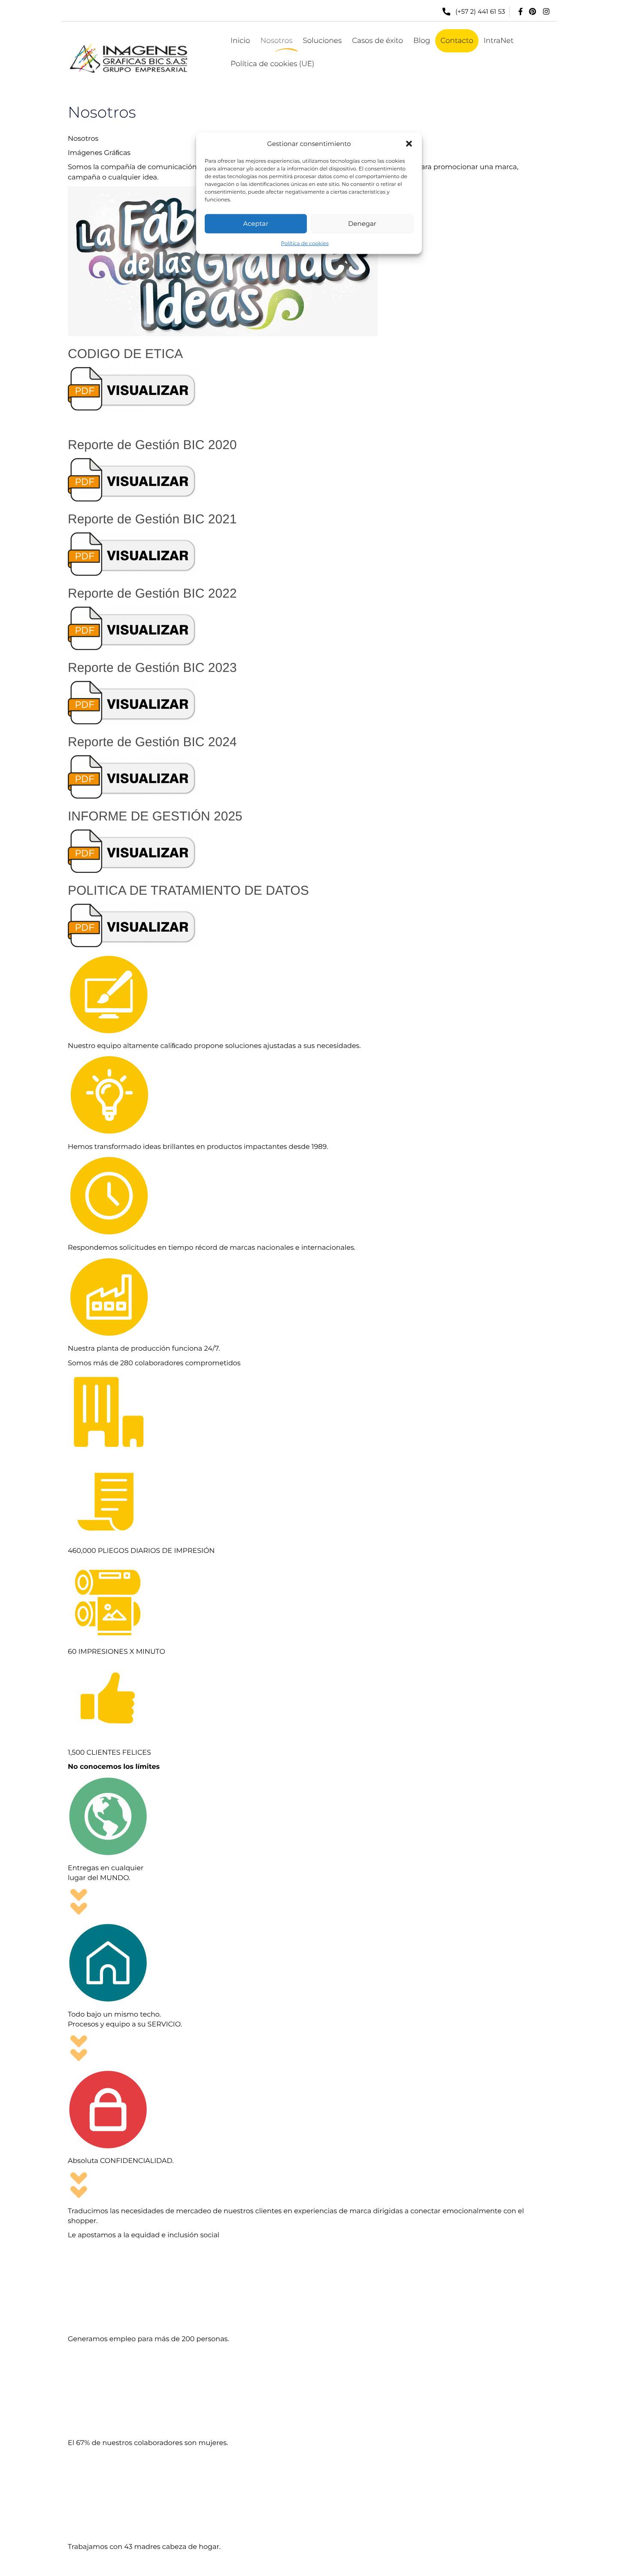 (+57 2) 441 61 53
INMAGENES
GRAFICAS BIC S.A.S®
GRUPO EMPRESARIAL
Inicio
Nosotros
Soluciones
Casos de éxito
Blog
Contacto
IntraNet
Política de cookies (UE)
Nosotros
Nosotros
Imágenes Gráficas
Somos la compañía de comunicación
ara promocionar una marca,
campaña o cualquier idea.
Gestionar consentimiento
Para ofrecer las mejores experiencias, utilizamos tecnologías como las cookies
para almacenar y/o acceder a la información del dispositivo. El consentimiento
de estas tecnologías nos permitirá procesar datos como el comportamiento de
navegación o las identificaciones únicas en este sitio. No consentir o retirar el
consentimiento, puede afectar negativamente a ciertas características y
funciones.
Aceptar
Denegar
Política de cookies
La Fábrica
de las Grandes
Ideas
CODIGO DE ETICA
PDF VISUALIZAR
Reporte de Gestión BIC 2020
PDF VISUALIZAR
Reporte de Gestión BIC 2021
PDF VISUALIZAR
Reporte de Gestión BIC 2022
PDF VISUALIZAR
Reporte de Gestión BIC 2023
PDF VISUALIZAR
Reporte de Gestión BIC 2024
PDF VISUALIZAR
INFORME DE GESTIÓN 2025
PDF VISUALIZAR
POLITICA DE TRATAMIENTO DE DATOS
PDF VISUALIZAR
Nuestro equipo altamente calificado propone soluciones ajustadas a sus necesidades.
Hemos transformado ideas brillantes en productos impactantes desde 1989.
Respondemos solicitudes en tiempo récord de marcas nacionales e internacionales.
Nuestra planta de producción funciona 24/7.
Somos más de 280 colaboradores comprometidos
460,000 PLIEGOS DIARIOS DE IMPRESIÓN
60 IMPRESIONES X MINUTO
1,500 CLIENTES FELICES
No conocemos los límites
Entregas en cualquier
lugar del MUNDO.
Todo bajo un mismo techo.
Procesos y equipo a su SERVICIO.
Absoluta CONFIDENCIALIDAD.
Traducimos las necesidades de mercadeo de nuestros clientes en experiencias de marca dirigidas a conectar emocionalmente con el
shopper.
Le apostamos a la equidad e inclusión social
Generamos empleo para más de 200 personas.
El 67% de nuestros colaboradores son mujeres.
Trabajamos con 43 madres cabeza de hogar.